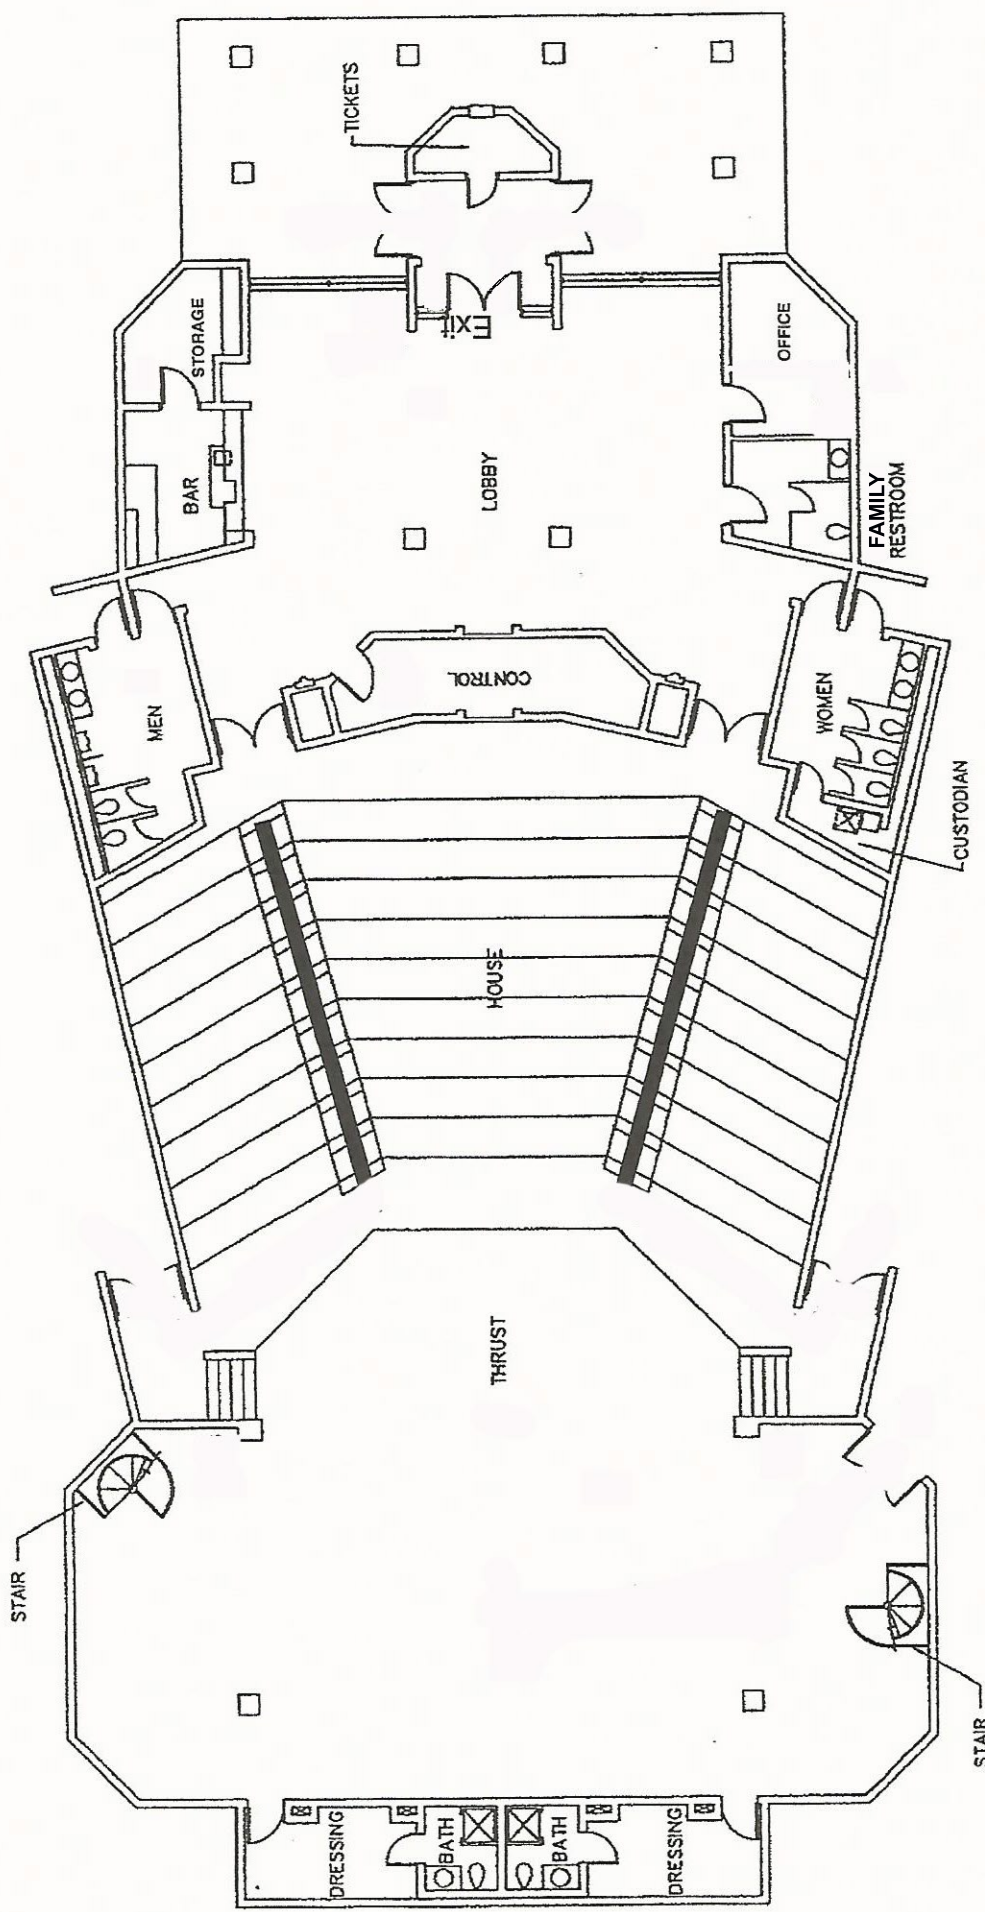 TICKETS
STORAGE
Exit
OFFICE
BAR
LOBBY
FAMILY
RESTROOM
MEN
CONTROL
WOMEN
CUSTODIAN
HOUSE
THRUST
STAIR
STAIR
DRESSING
BATH
BATH
DRESSING